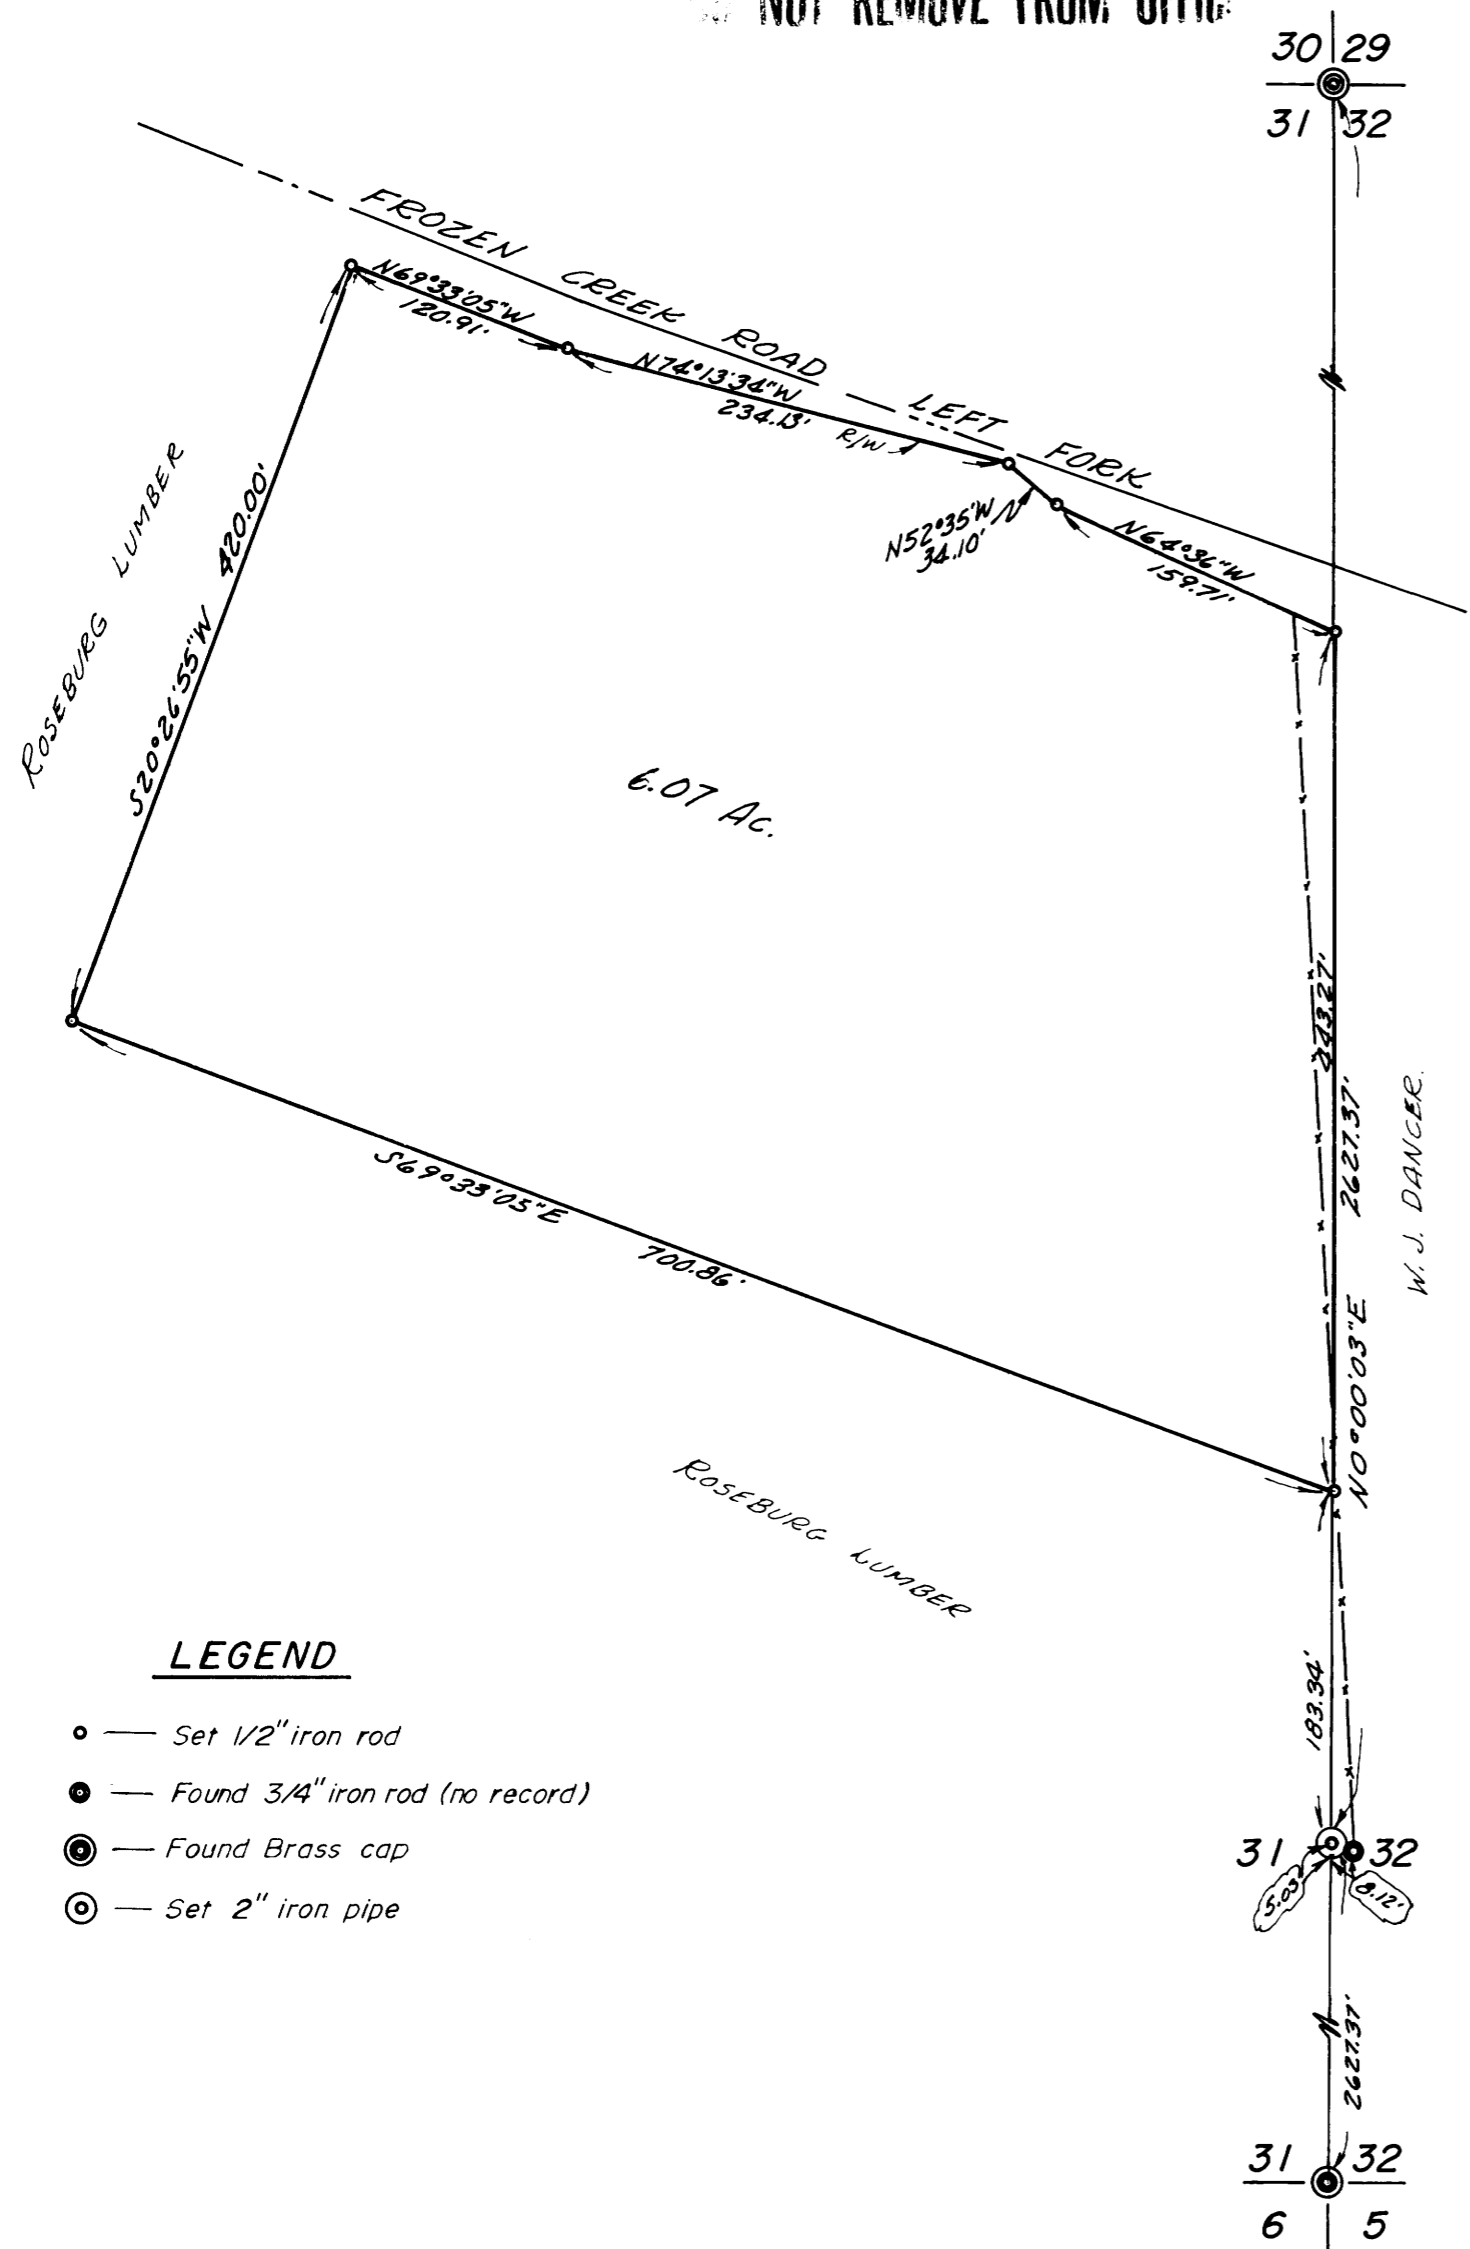 NOT REMOVE FROM OFFIC
30 29
31 32
FROZEN CREEK ROAD LEFT FORK
N69°33'05"W
120.91'
N74°13'34"W
234.13'
R/W
N52°35'W
34.10'
N64°36"W
159.71'
ROSEBURG LUMBER
S20°26'55"W 420.00'
6.07 Ac.
443.27'
N0°00'03"E 2627.37'
W. J. DANCER.
S69°33'05"E 700.86'
ROSEBURG LUMBER
183.34'
LEGEND
Set 1/2" iron rod
Found 3/4" iron rod (no record)
Found Brass cap
Set 2" iron pipe
31 32
5.03'
8.12'
2627.37'
31 32
6 5